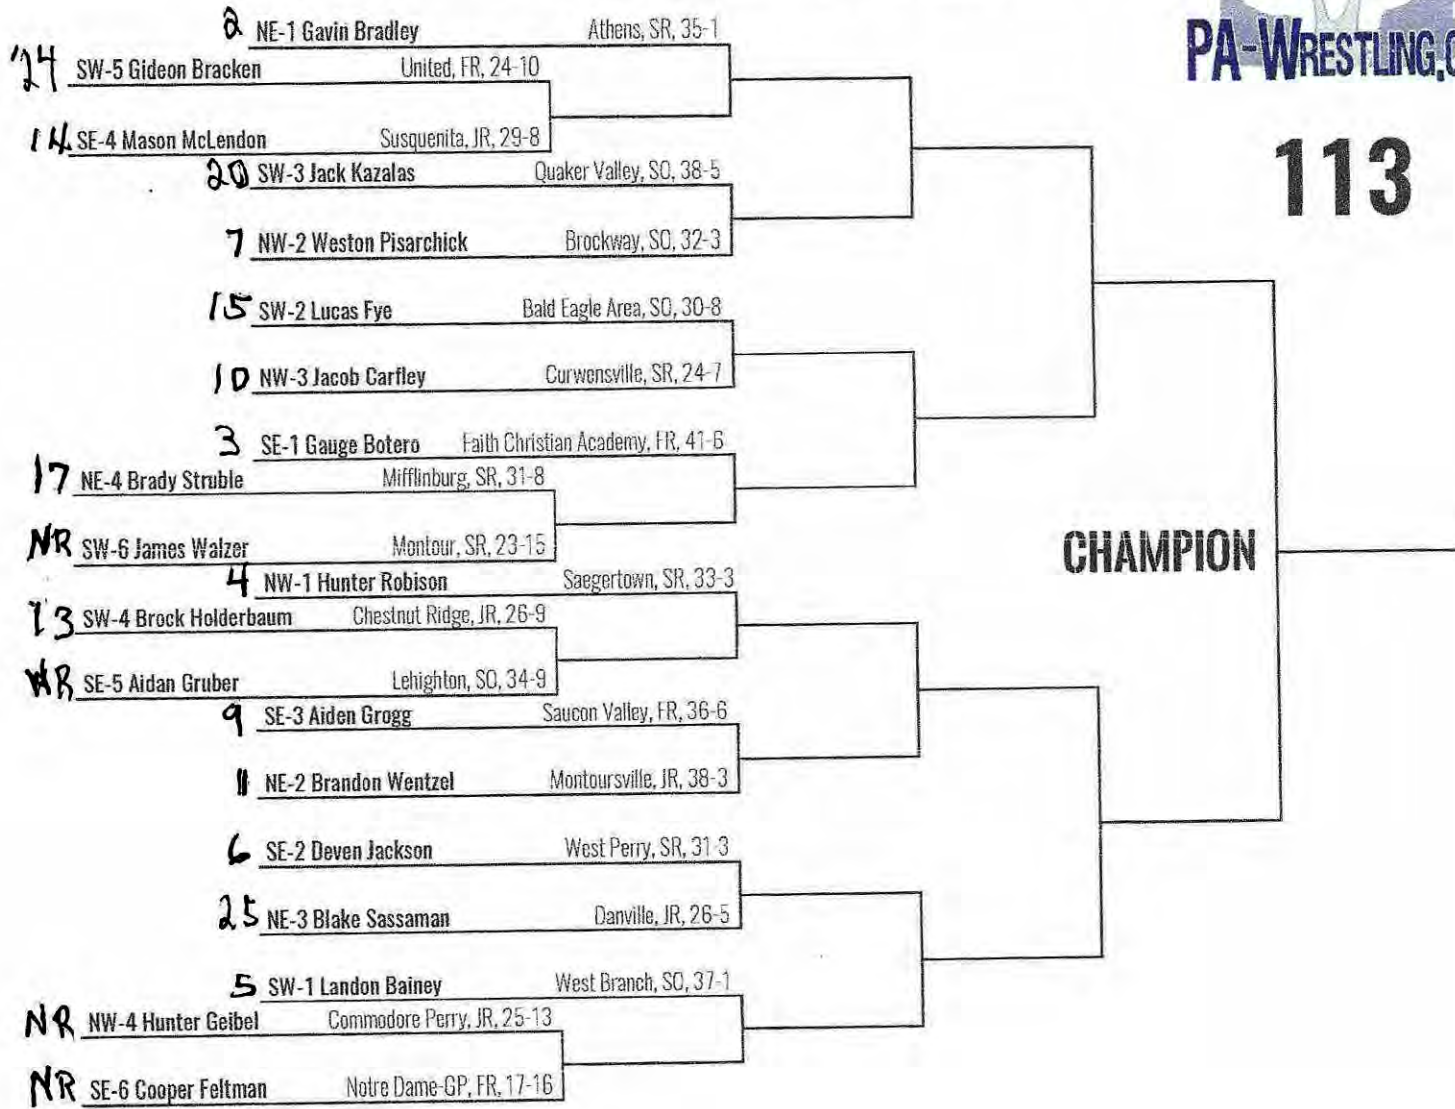 PA-WRESTLING.C
113
2 NE-1 Gavin Bradley Athens, SR, 35-1
'24 SW-5 Gideon Bracken United, FR, 24-10
14 SE-4 Mason McLendon Susquenita, JR, 29-8
20 SW-3 Jack Kazalas Quaker Valley, SO, 38-5
7 NW-2 Weston Pisarchick Brockway, SO, 32-3
15 SW-2 Lucas Fye Bald Eagle Area, SO, 30-8
10 NW-3 Jacob Carfley Curwensville, SR, 24-7
3 SE-1 Gauge Botero Faith Christian Academy, FR, 41-6
17 NE-4 Brady Struble Mifflinburg, SR, 31-8
NR SW-6 James Walzer Montour, SR, 23-15
CHAMPION
4 NW-1 Hunter Robison Saegertown, SR, 33-3
13 SW-4 Brock Holderbaum Chestnut Ridge, JR, 26-9
NR SE-5 Aidan Gruber Lehighton, SO, 34-9
9 SE-3 Aiden Grogg Saucon Valley, FR, 36-6
11 NE-2 Brandon Wentzel Montoursville, JR, 38-3
6 SE-2 Deven Jackson West Perry, SR, 31-3
25 NE-3 Blake Sassaman Danville, JR, 26-5
5 SW-1 Landon Bainey West Branch, SO, 37-1
NR NW-4 Hunter Geibel Commodore Perry, JR, 25-13
NR SE-6 Cooper Feltman Notre Dame-GP, FR, 17-16